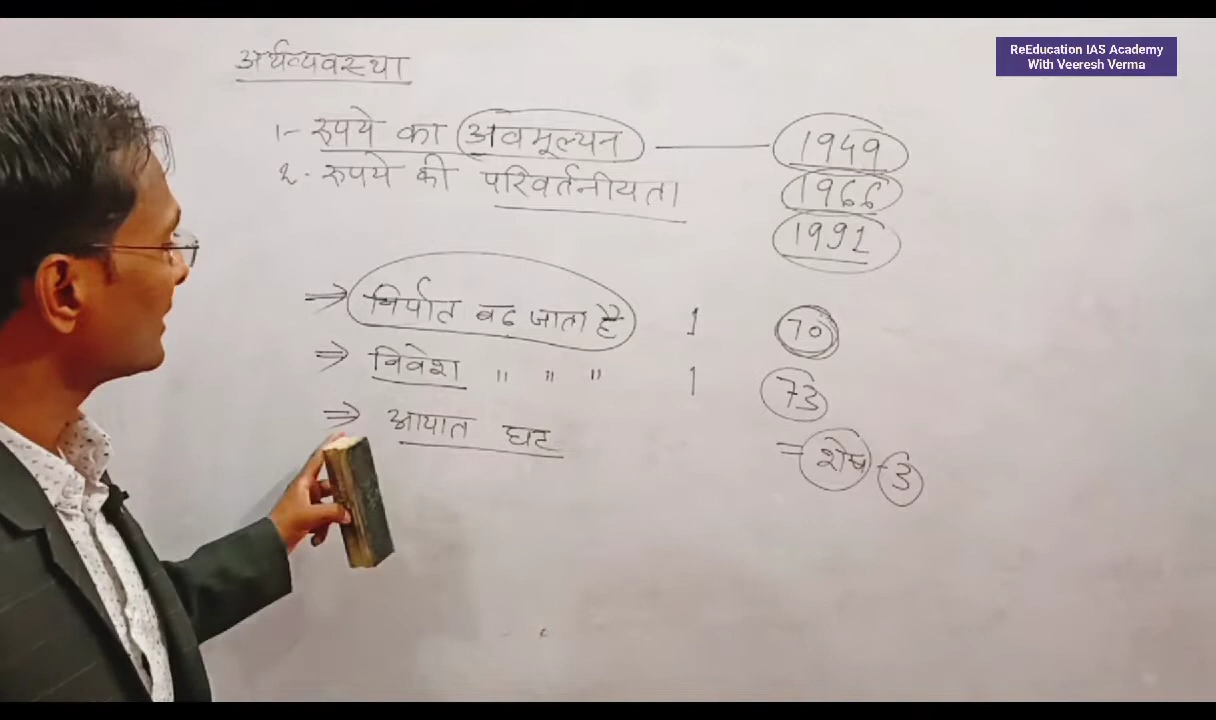 ReEducation IAS Academy
With Veeresh Verma
अर्थव्यवस्था
1- रुपये का अवमूल्यन — 1949
2. रुपये की परिवर्तनीयता 1966
1991
⇒ निर्यात बढ़ जाता है 1 70
⇒ निवेश " " " 1 73
⇒ आयात घट
= शेष - 3